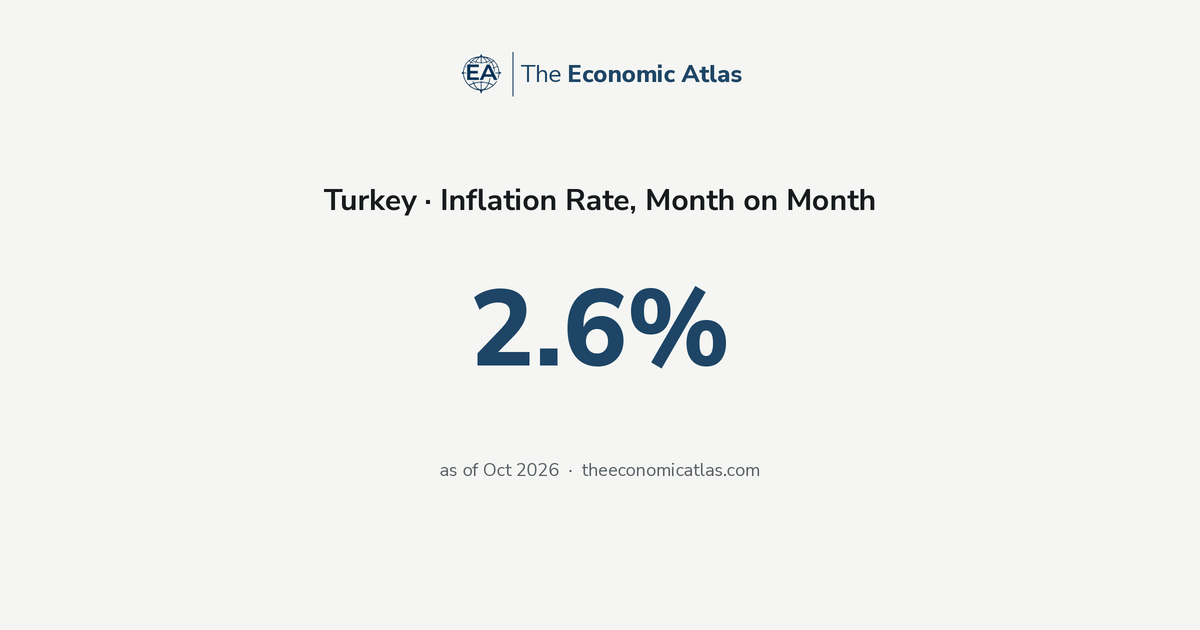 EA The Economic Atlas
Turkey · Inflation Rate, Month on Month
2.6%
as of Oct 2026 · theeconomicatlas.com